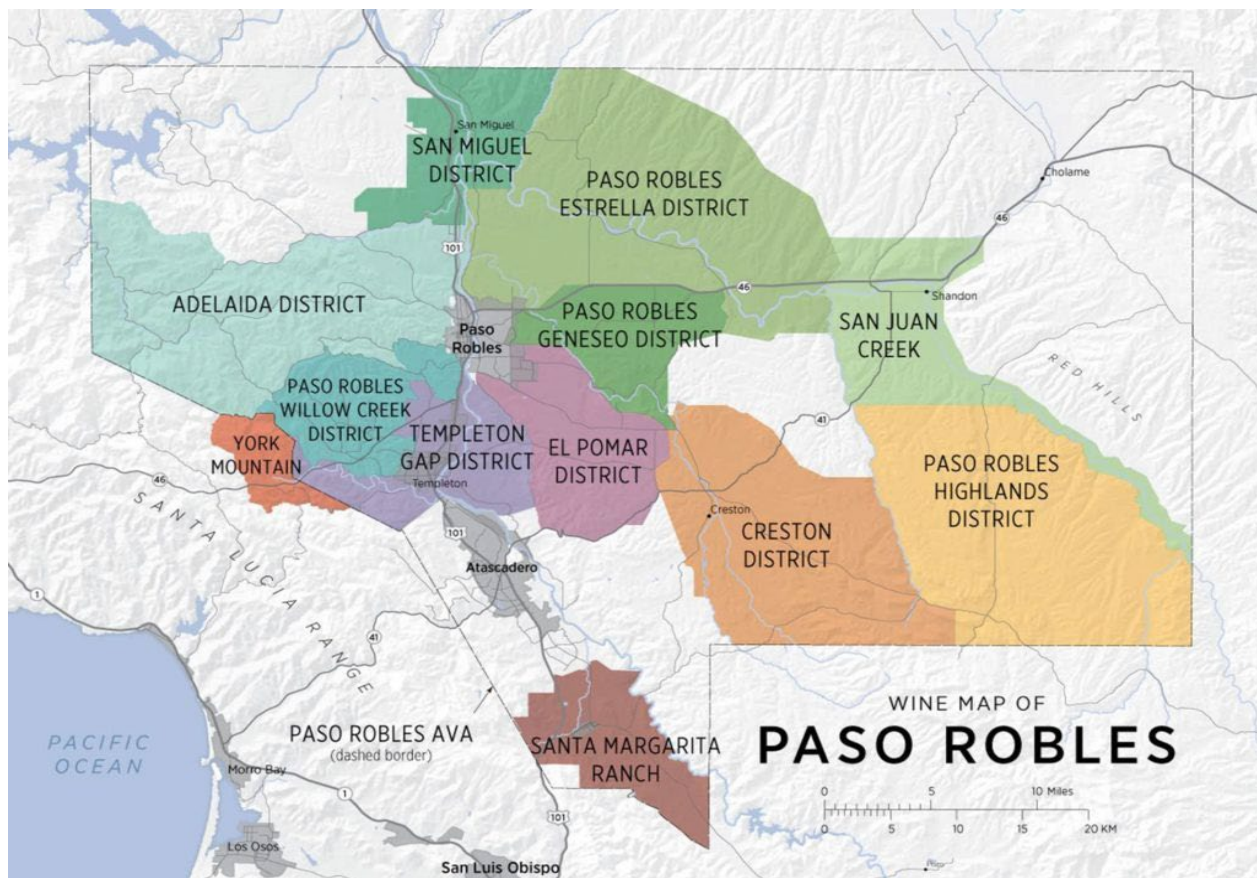 San Miguel
SAN MIGUEL
DISTRICT
PASO ROBLES
ESTRELLA DISTRICT
Cholame
46
101
46
Shandon
ADELAIDA DISTRICT
Paso
Robles
PASO ROBLES
GENESEO DISTRICT
SAN JUAN
CREEK
RED HILLS
PASO ROBLES
WILLOW CREEK
DISTRICT
YORK
MOUNTAIN
TEMPLETON
GAP DISTRICT
Templeton
EL POMAR
DISTRICT
41
PASO ROBLES
HIGHLANDS
DISTRICT
46
SANTA LUCIA RANGE
Creston
CRESTON
DISTRICT
101
Atascadero
1
41
PASO ROBLES AVA
(dashed border)
SANTA MARGARITA
RANCH
WINE MAP OF
PASO ROBLES
PACIFIC
OCEAN
Morro Bay
1
101
0 5 10 Miles
0 5 10 15 20 KM
Los Osos
San Luis Obispo